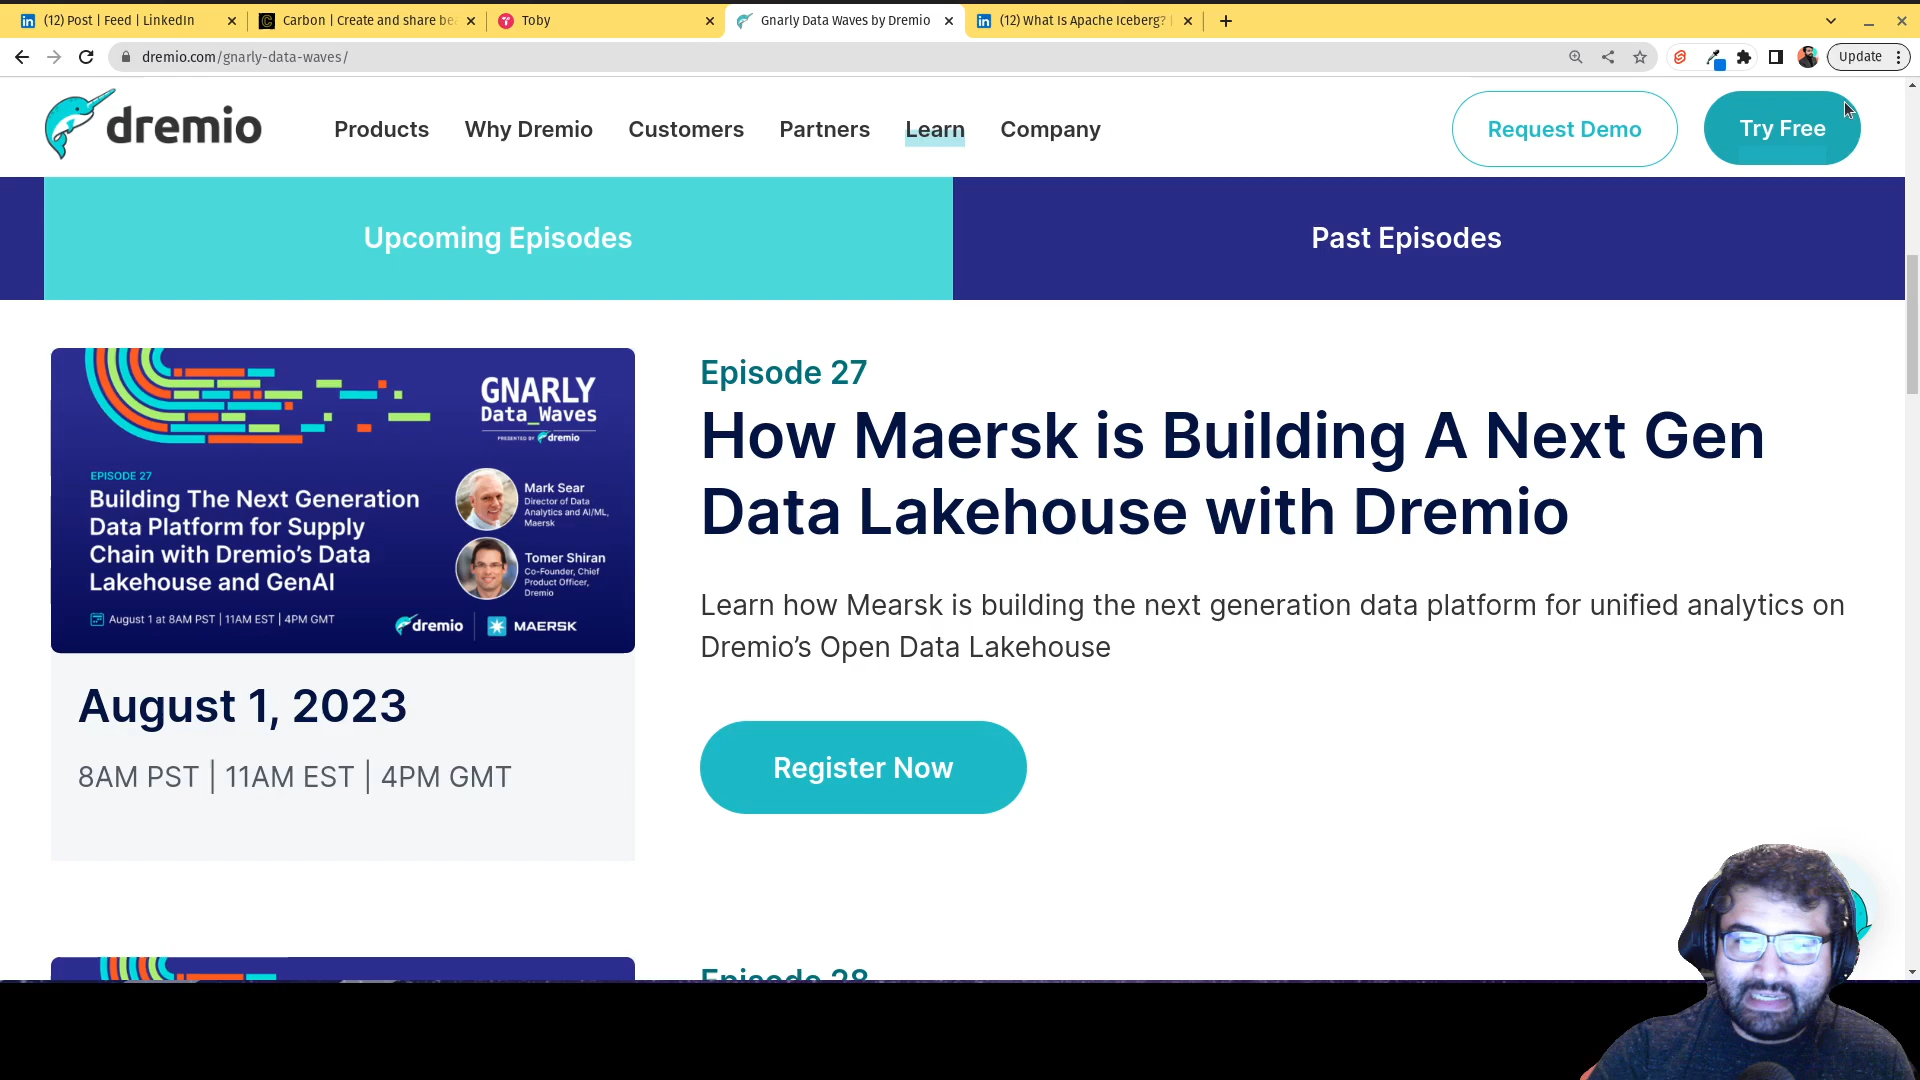 (12) Post | Feed | LinkedIn
Carbon | Create and share be
Toby
Gnarly Data Waves by Dremio
(12) What Is Apache Iceberg? |
dremio.com/gnarly-data-waves/
Update
dremio
Products
Why Dremio
Customers
Partners
Learn
Company
Request Demo
Try Free
Upcoming Episodes
Past Episodes
GNARLY
Data_Waves
PRESENTED BY dremio
EPISODE 27
Building The Next Generation
Data Platform for Supply
Chain with Dremio’s Data
Lakehouse and GenAI
Mark Sear
Director of Data
Analytics and AI/ML,
Maersk
Tomer Shiran
Co-Founder, Chief
Product Officer,
Dremio
August 1 at 8AM PST | 11AM EST | 4PM GMT
dremio
MAERSK
August 1, 2023
8AM PST | 11AM EST | 4PM GMT
Episode 27
How Maersk is Building A Next Gen
Data Lakehouse with Dremio
Learn how Mearsk is building the next generation data platform for unified analytics on
Dremio’s Open Data Lakehouse
Register Now
Episode 28